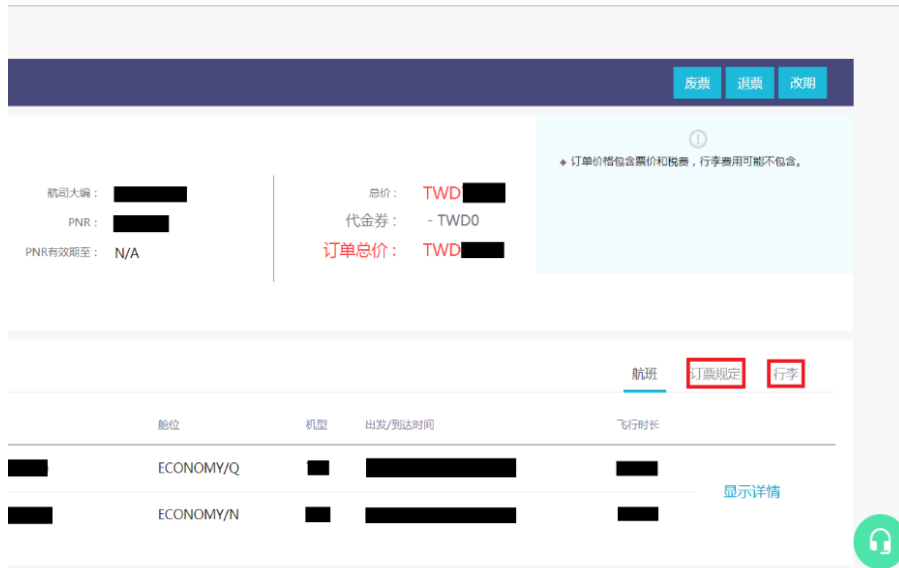 废票 退票 改期
订单价格包含票价和税费，行李费用可能不包含。
航司大编： 总价： TWD
PNR： 代金券： - TWD0
PNR有效期至： N/A 订单总价： TWD
航班 订票规定 行李
舱位 机型 出发/到达时间 飞行时长
ECONOMY/Q
显示详情
ECONOMY/N